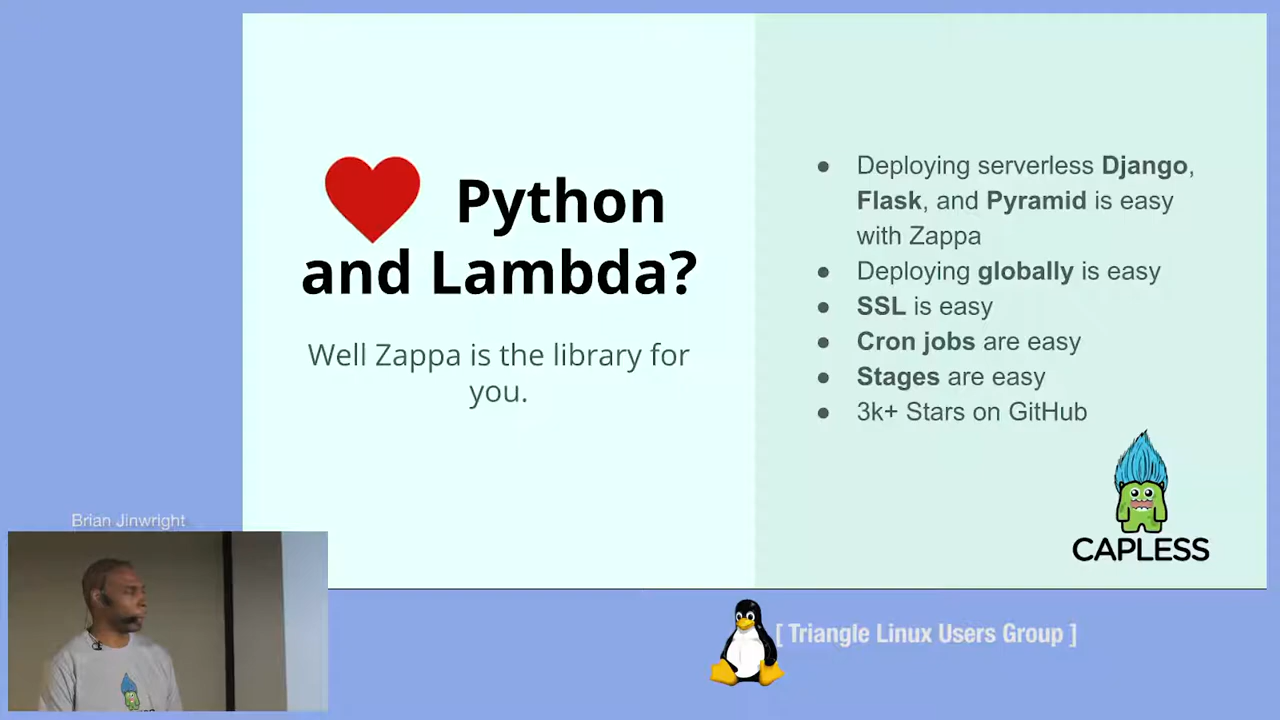 Python
and Lambda?
Well Zappa is the library for
you.
● Deploying serverless Django,
Flask, and Pyramid is easy
with Zappa
● Deploying globally is easy
● SSL is easy
● Cron jobs are easy
● Stages are easy
● 3k+ Stars on GitHub
CAPLESS
Brian Jinwright
[ Triangle Linux Users Group ]